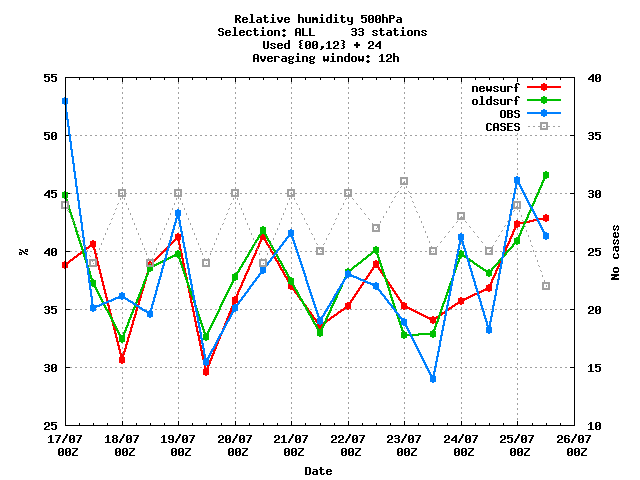 Relative humidity 500hPa
Selection: ALL     33 stations
Used {00,12} + 24
Averaging window: 12h
newsurf
oldsurf
OBS
CASES
55
50
45
40
35
30
25
%
40
35
30
25
20
15
10
No cases
17/07 18/07 19/07 20/07 21/07 22/07 23/07 24/07 25/07 26/07
00Z 00Z 00Z 00Z 00Z 00Z 00Z 00Z 00Z 00Z
Date